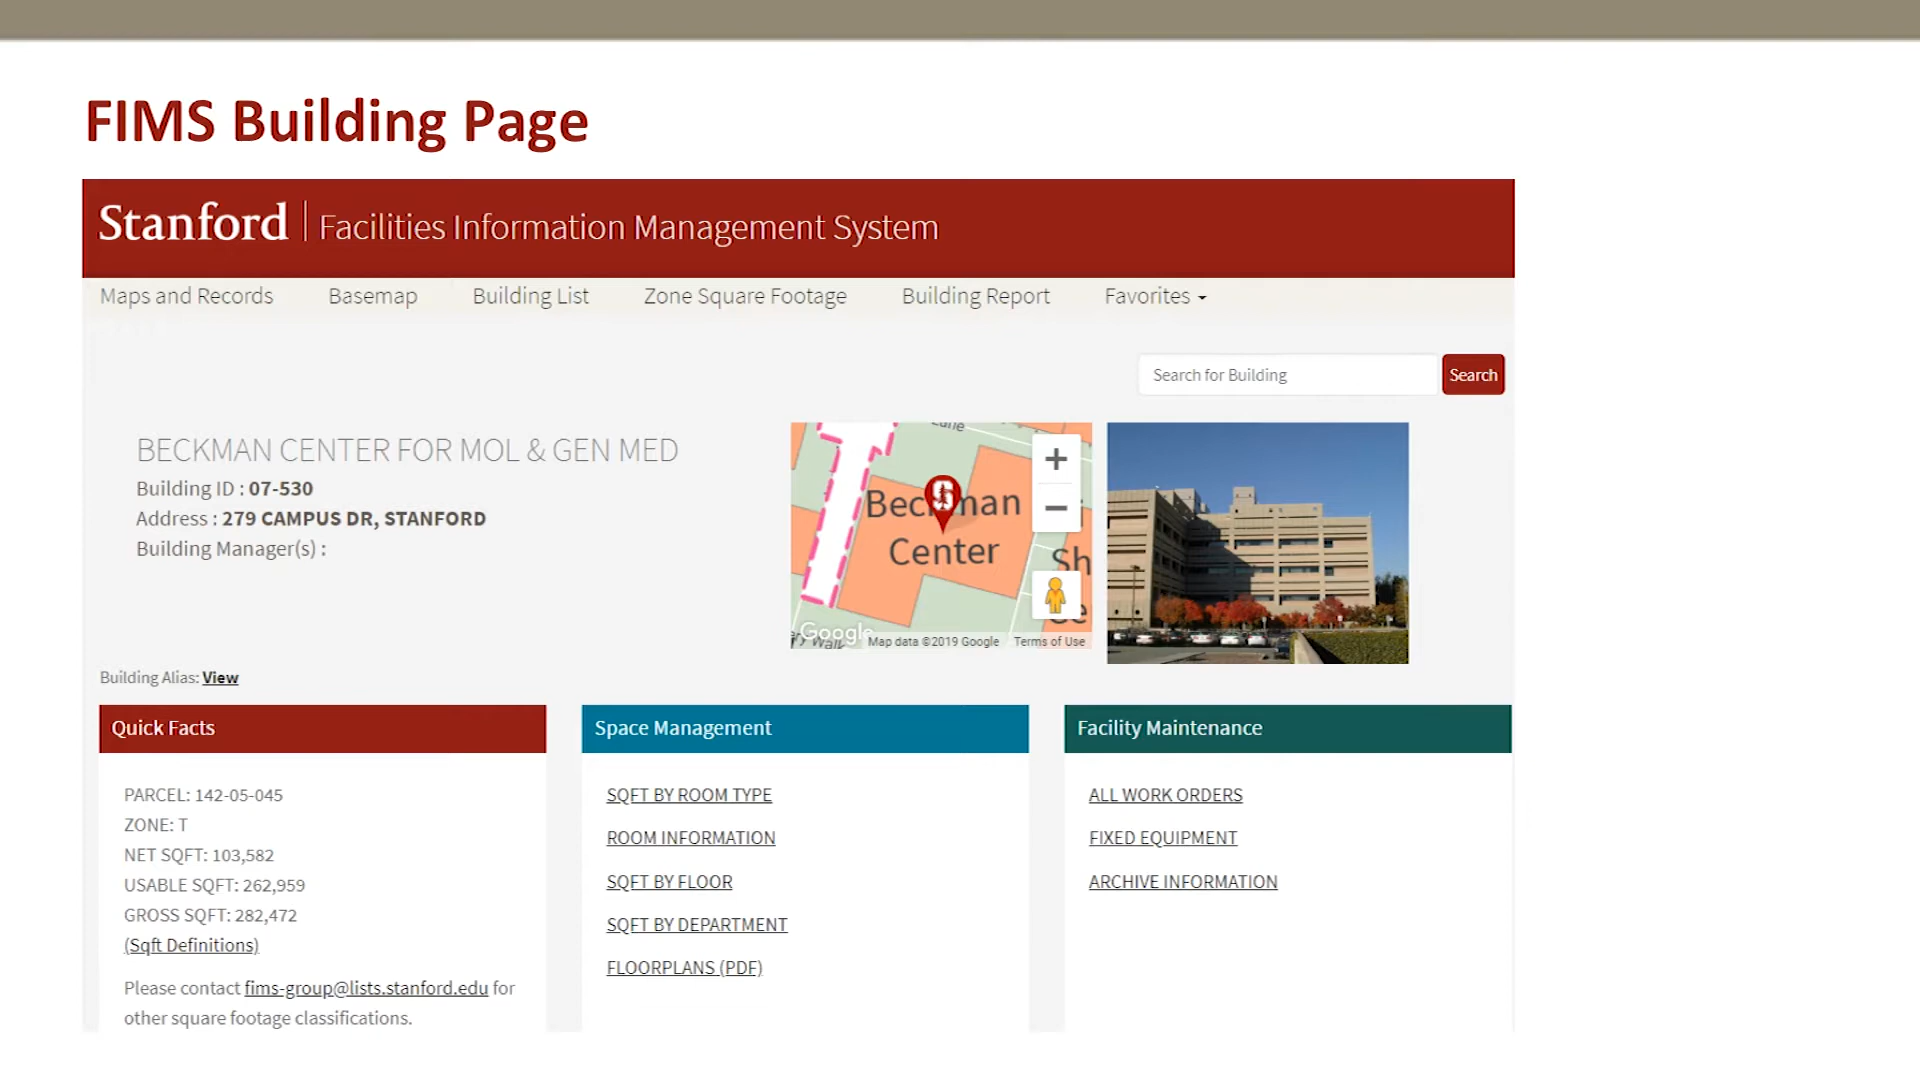 FIMS Building Page
Stanford | Facilities Information Management System
Maps and Records Basemap Building List Zone Square Footage Building Report Favorites
Search for Building Search
BECKMAN CENTER FOR MOL & GEN MED
Building ID : 07-530
Address : 279 CAMPUS DR, STANFORD
Building Manager(s) :
Beckman
Center
Sh
Google
Map data ©2019 Google Terms of Use
Building Alias: View
Quick Facts
PARCEL: 142-05-045
ZONE: T
NET SQFT: 103,582
USABLE SQFT: 262,959
GROSS SQFT: 282,472
(Sqft Definitions)
Please contact fims-group@lists.stanford.edu for
other square footage classifications.
Space Management
SQFT BY ROOM TYPE
ROOM INFORMATION
SQFT BY FLOOR
SQFT BY DEPARTMENT
FLOORPLANS (PDF)
Facility Maintenance
ALL WORK ORDERS
FIXED EQUIPMENT
ARCHIVE INFORMATION